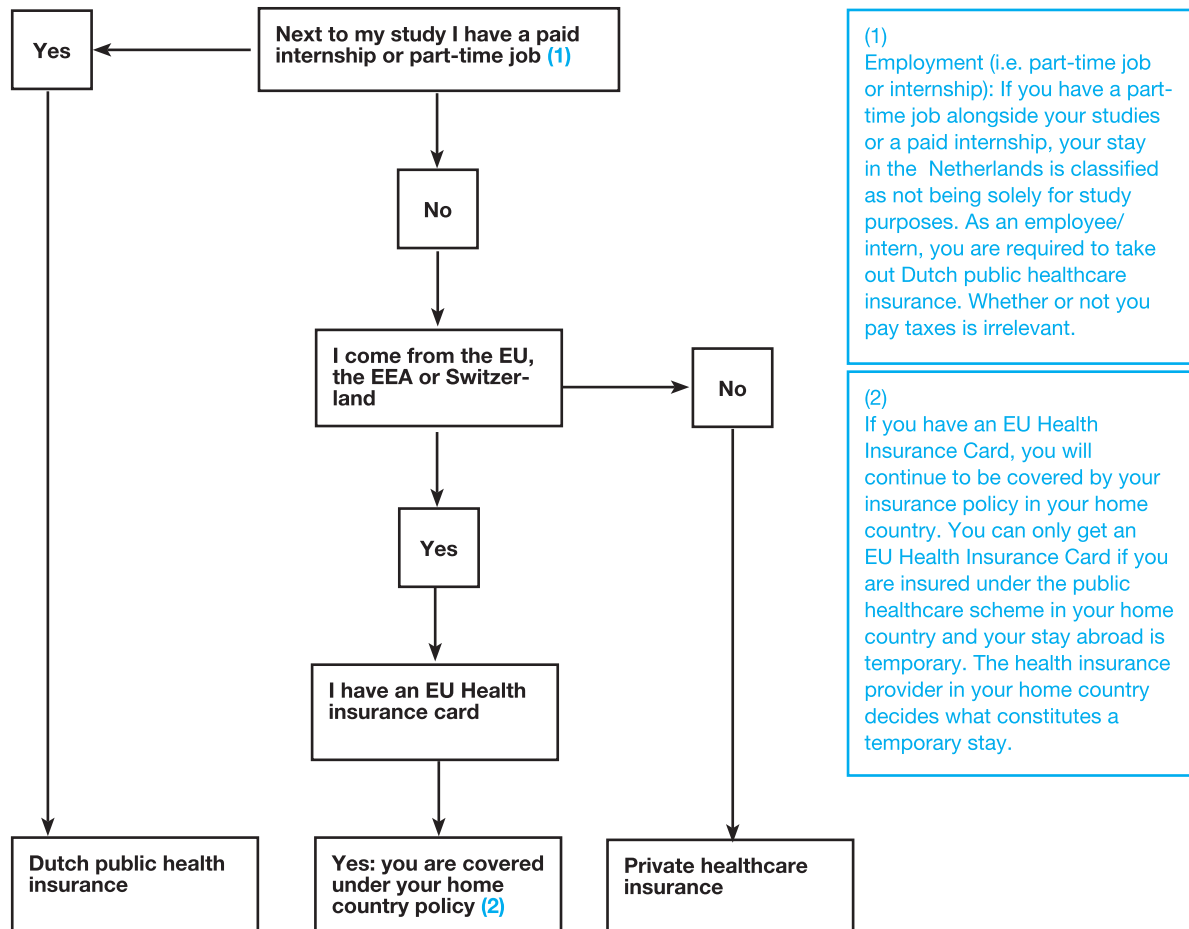 Next to my study I have a paid
internship or part-time job (1)
Yes
No
I come from the EU,
the EEA or Switzer-
land
No
Yes
I have an EU Health
insurance card
Dutch public health
insurance
Yes: you are covered
under your home
country policy (2)
Private healthcare
insurance
(1)
Employment (i.e. part-time job
or internship): If you have a part-
time job alongside your studies
or a paid internship, your stay
in the  Netherlands is classified
as not being solely for study
purposes. As an employee/
intern, you are required to take
out Dutch public healthcare
insurance. Whether or not you
pay taxes is irrelevant.
(2)
If you have an EU Health
Insurance Card, you will
continue to be covered by your
insurance policy in your home
country. You can only get an
EU Health Insurance Card if you
are insured under the public
healthcare scheme in your home
country and your stay abroad is
temporary. The health insurance
provider in your home country
decides what constitutes a
temporary stay.